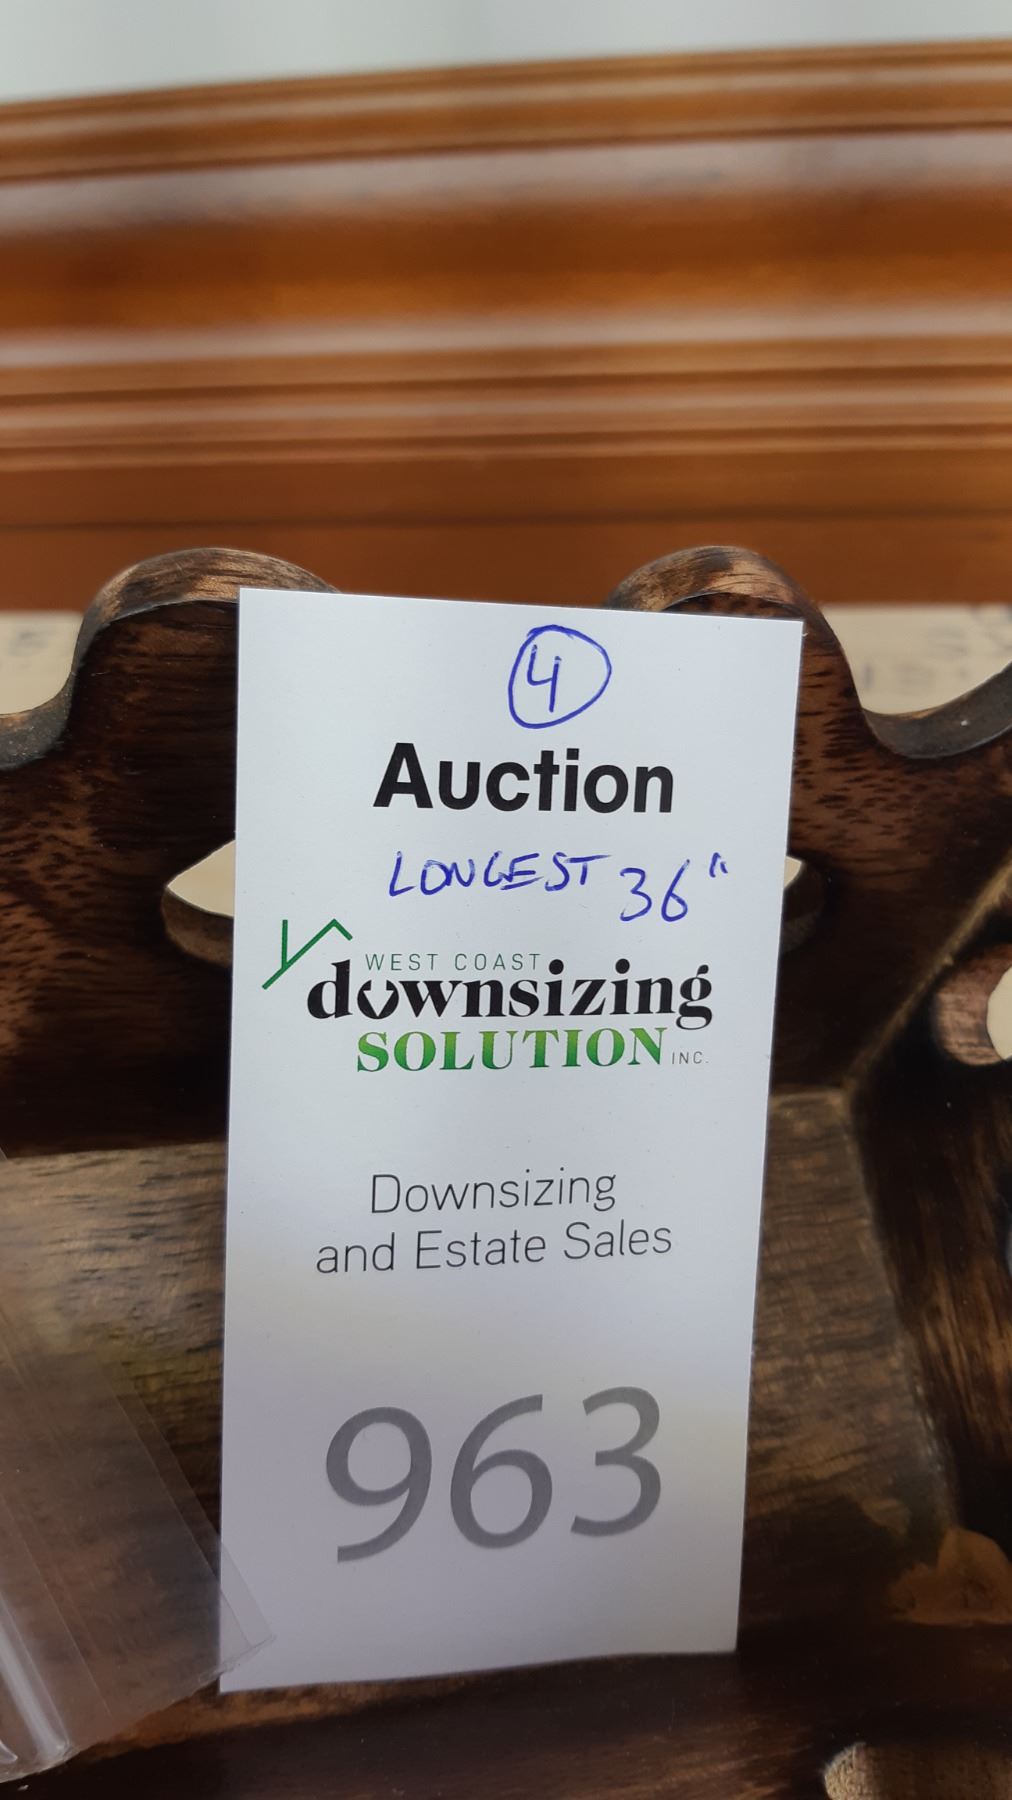 4
Auction
LONGEST 36"
WEST COAST
downsizing
SOLUTION INC.
Downsizing
and Estate Sales
963